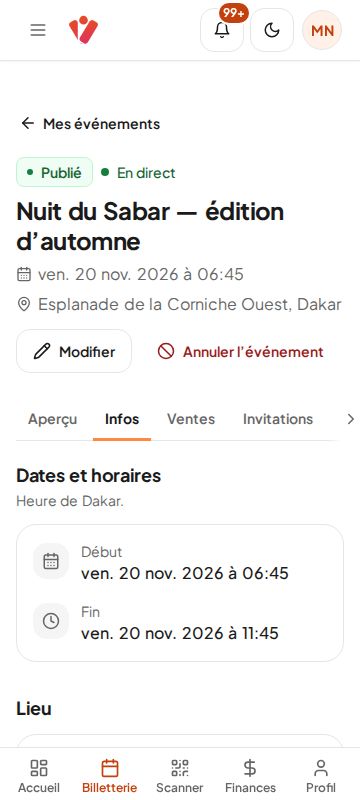 99+
MN
Mes événements
Publié
En direct
Nuit du Sabar — édition
d’automne
ven. 20 nov. 2026 à 06:45
Esplanade de la Corniche Ouest, Dakar
Modifier
Annuler l’événement
Aperçu
Infos
Ventes
Invitations
Dates et horaires
Heure de Dakar.
Début
ven. 20 nov. 2026 à 06:45
Fin
ven. 20 nov. 2026 à 11:45
Lieu
Accueil
Billetterie
Scanner
Finances
Profil